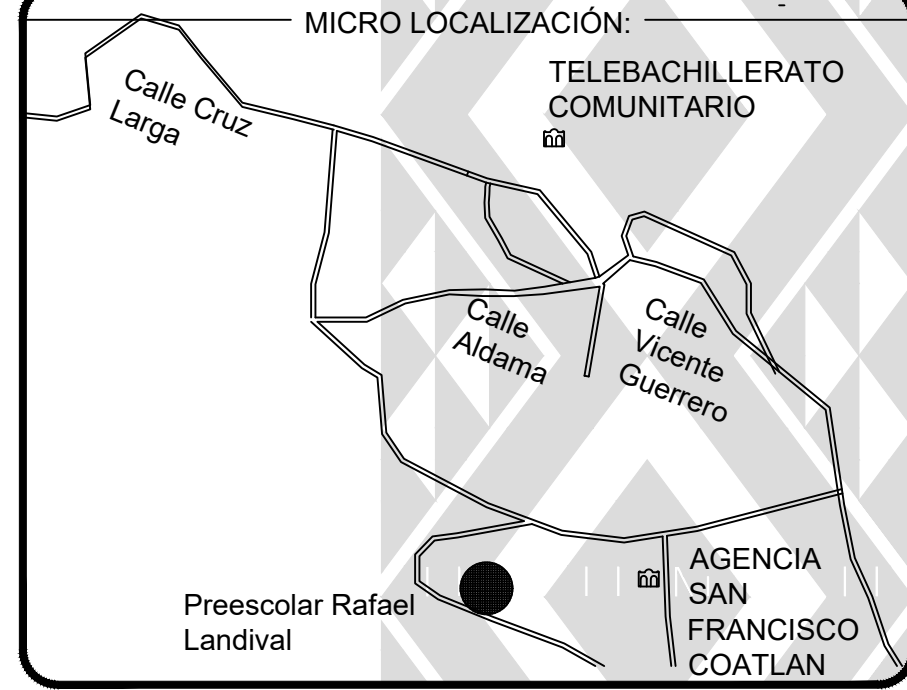 MICRO LOCALIZACIÓN:
TELEBACHILLERATO
COMUNITARIO
Calle Cruz
Larga
Calle
Aldama
Calle
Vicente
Guerrero
Preescolar Rafael
Landival
AGENCIA
SAN
FRANCISCO
COATLAN